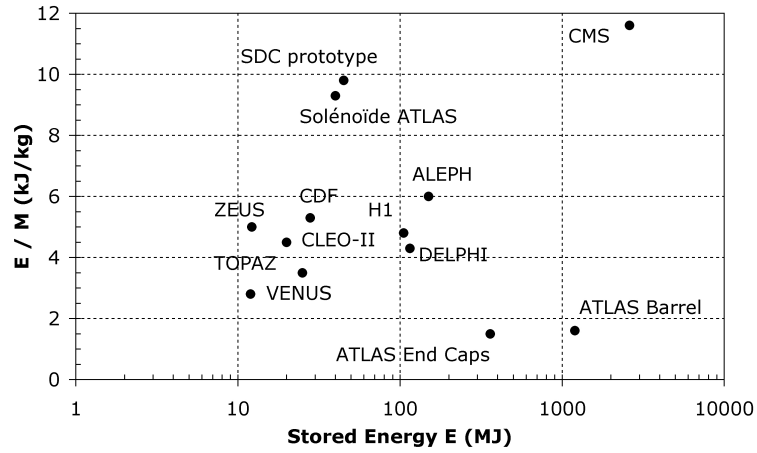 12
CMS
SDC prototype
10
Solénoïde ATLAS
8
E / M (kJ/kg)
ALEPH
6
CDF
ZEUS
H1
CLEO-II
DELPHI
4
TOPAZ
VENUS
ATLAS Barrel
2
ATLAS End Caps
0
1 10 100 1000 10000
Stored Energy E (MJ)